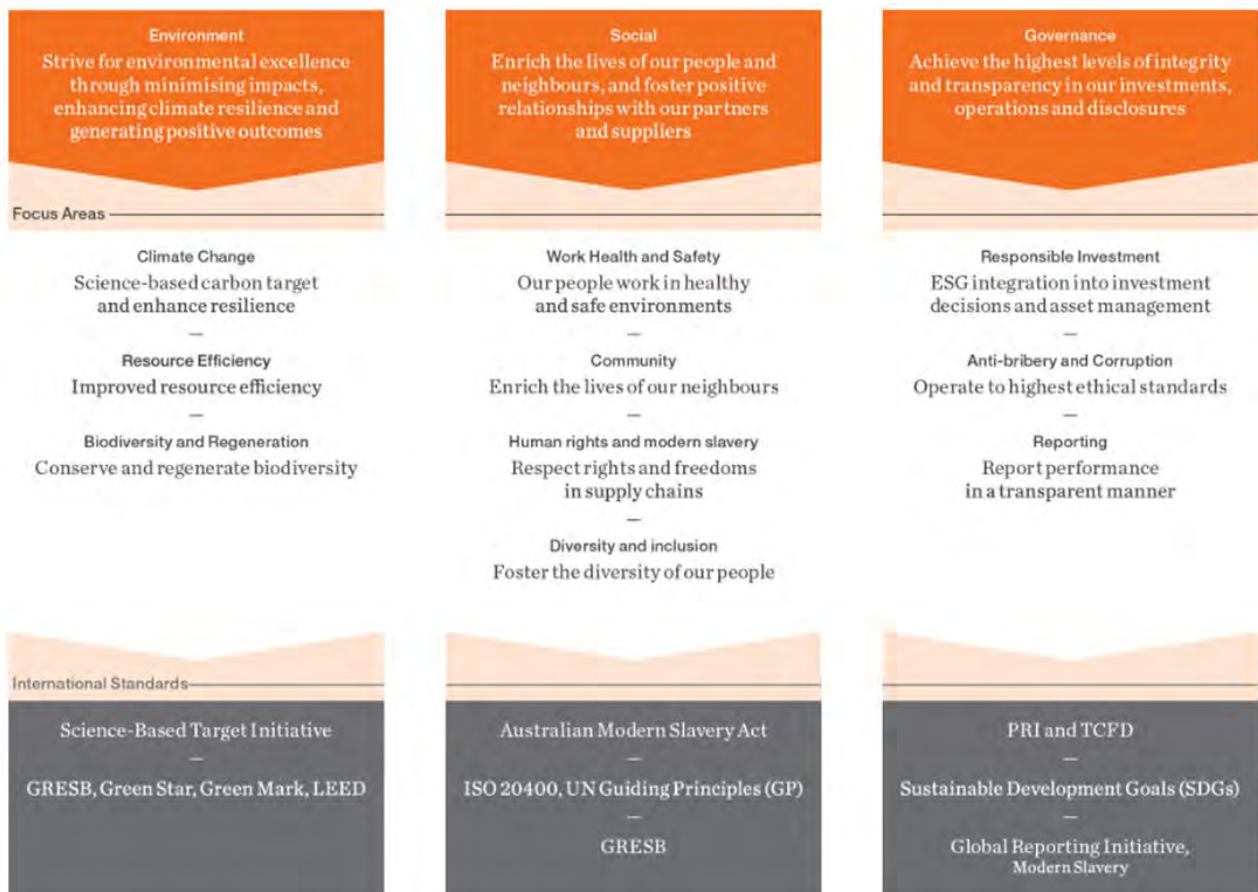 Environment
Strive for environmental excellence
through minimising impacts,
enhancing climate resilience and
generating positive outcomes
Social
Enrich the lives of our people and
neighbours, and foster positive
relationships with our partners
and suppliers
Governance
Achieve the highest levels of integrity
and transparency in our investments,
operations and disclosures
Focus Areas
Climate Change
Science-based carbon target
and enhance resilience
—
Resource Efficiency
Improved resource efficiency
—
Biodiversity and Regeneration
Conserve and regenerate biodiversity
Work Health and Safety
Our people work in healthy
and safe environments
—
Community
Enrich the lives of our neighbours
—
Human rights and modern slavery
Respect rights and freedoms
in supply chains
—
Diversity and inclusion
Foster the diversity of our people
Responsible Investment
ESG integration into investment
decisions and asset management
—
Anti-bribery and Corruption
Operate to highest ethical standards
—
Reporting
Report performance
in a transparent manner
International Standards
Science-Based Target Initiative
—
GRESB, Green Star, Green Mark, LEED
Australian Modern Slavery Act
—
ISO 20400, UN Guiding Principles (GP)
—
GRESB
PRI and TCFD
—
Sustainable Development Goals (SDGs)
—
Global Reporting Initiative,
Modern Slavery